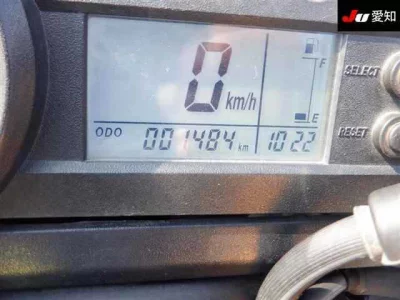 JU愛知
0 km/h
F
E
SELECT
ODO 001484 km 10 22
RESET